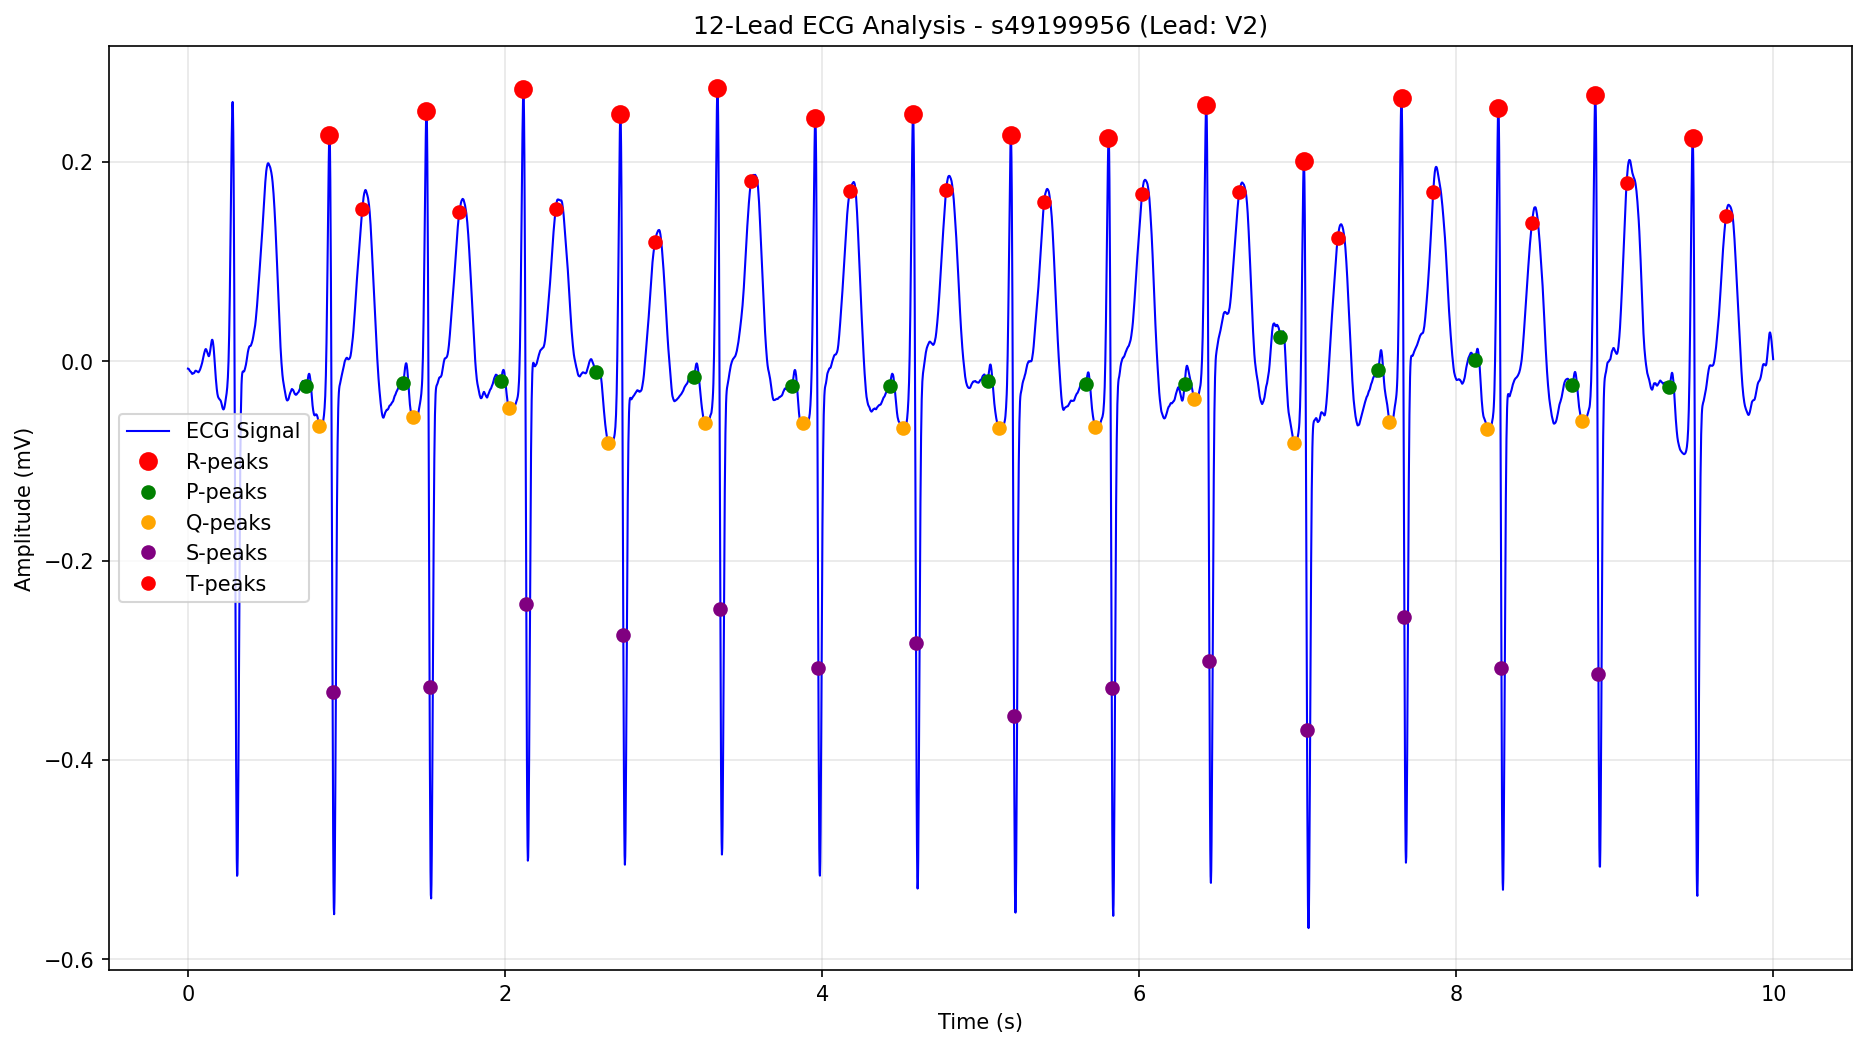 12-Lead ECG Analysis - s49199956 (Lead: V2)
Amplitude (mV)
0.2
0.0
−0.2
−0.4
−0.6
ECG Signal
R-peaks
P-peaks
Q-peaks
S-peaks
T-peaks
0 2 4 6 8 10
Time (s)